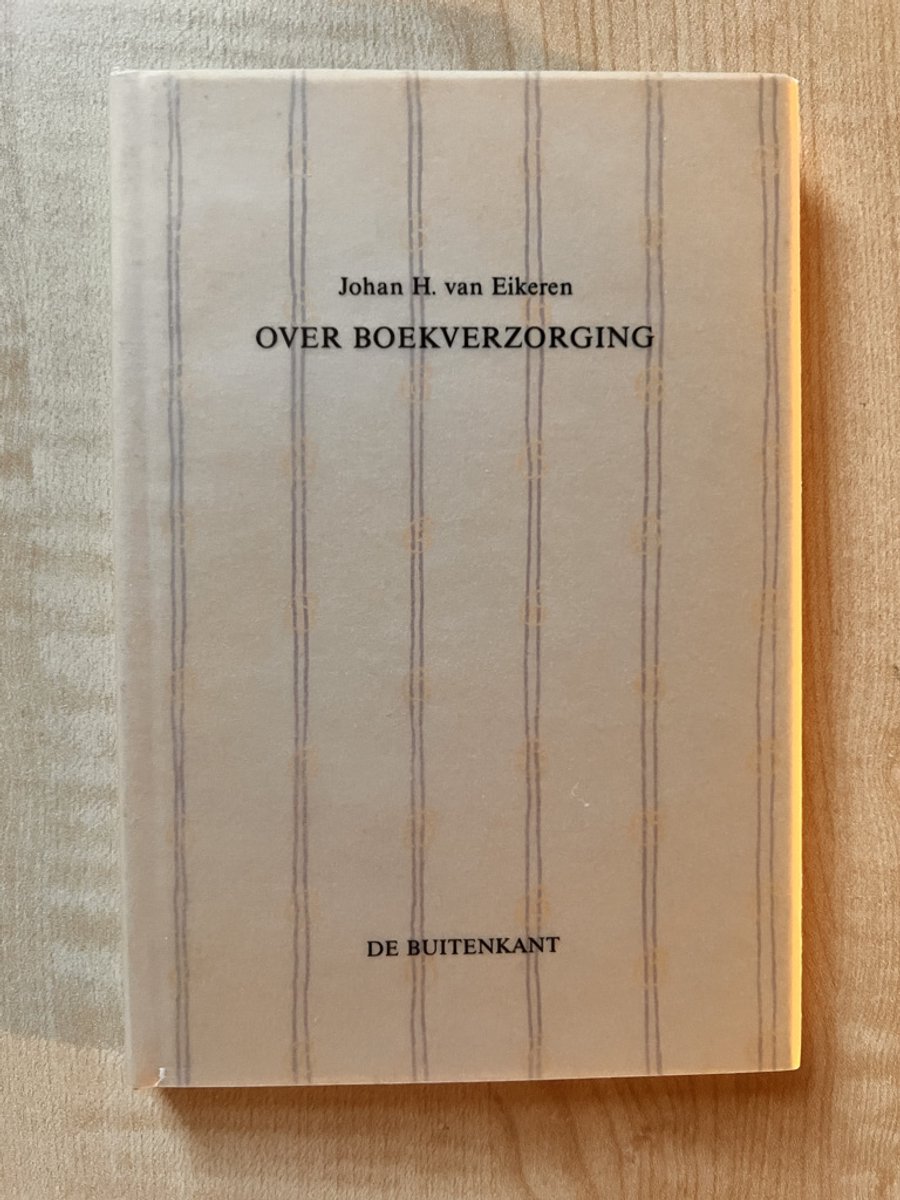 Johan H. van Eikeren
OVER BOEKVERZORGING
DE BUITENKANT